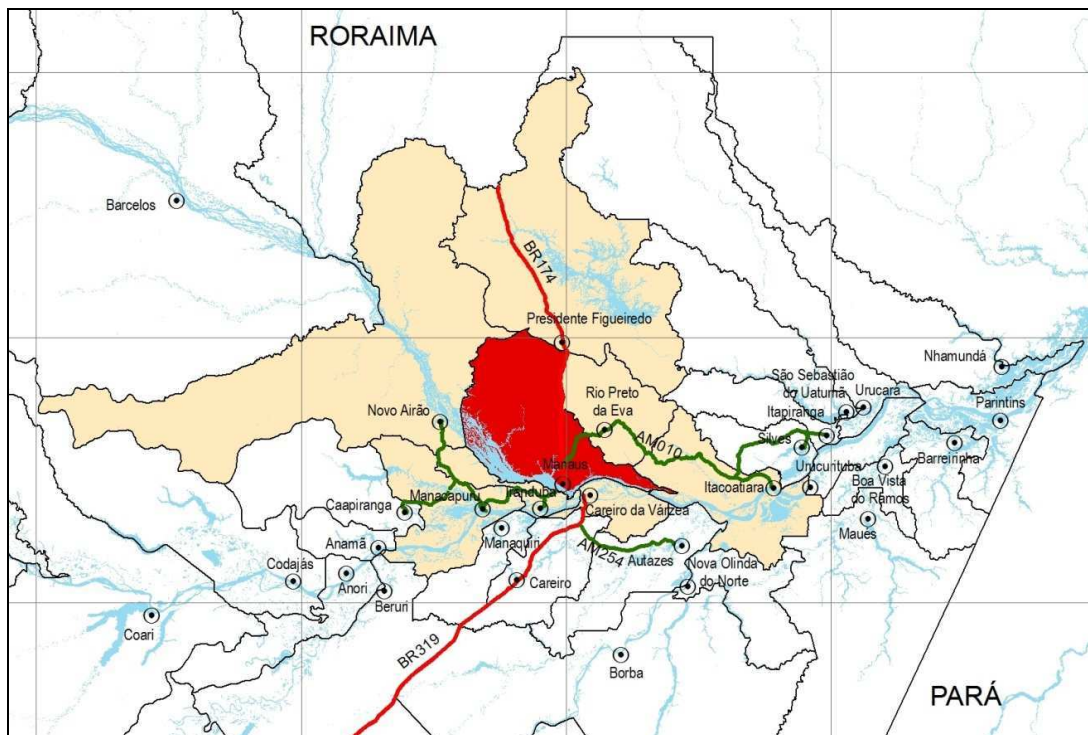 RORAIMA
Barcelos
BR174
Presidente Figueiredo
Nhamundá
São Sebastião
do Uatumã
Urucará
Rio Preto
da Eva
Itapiranga
Parintins
Novo Airão
AM010
Silves
Barreirinha
Manaus
Urucurituba
Boa Vista
do Ramos
Itacoatiara
Manacapuru
Iranduba
Caapiranga
Careiro da Várzea
Maués
Manaquiri
AM254
Anamã
Autazes
Nova Olinda
do Norte
Codajás
Anori
Careiro
Beruri
Coari
BR319
Borba
PARÁ